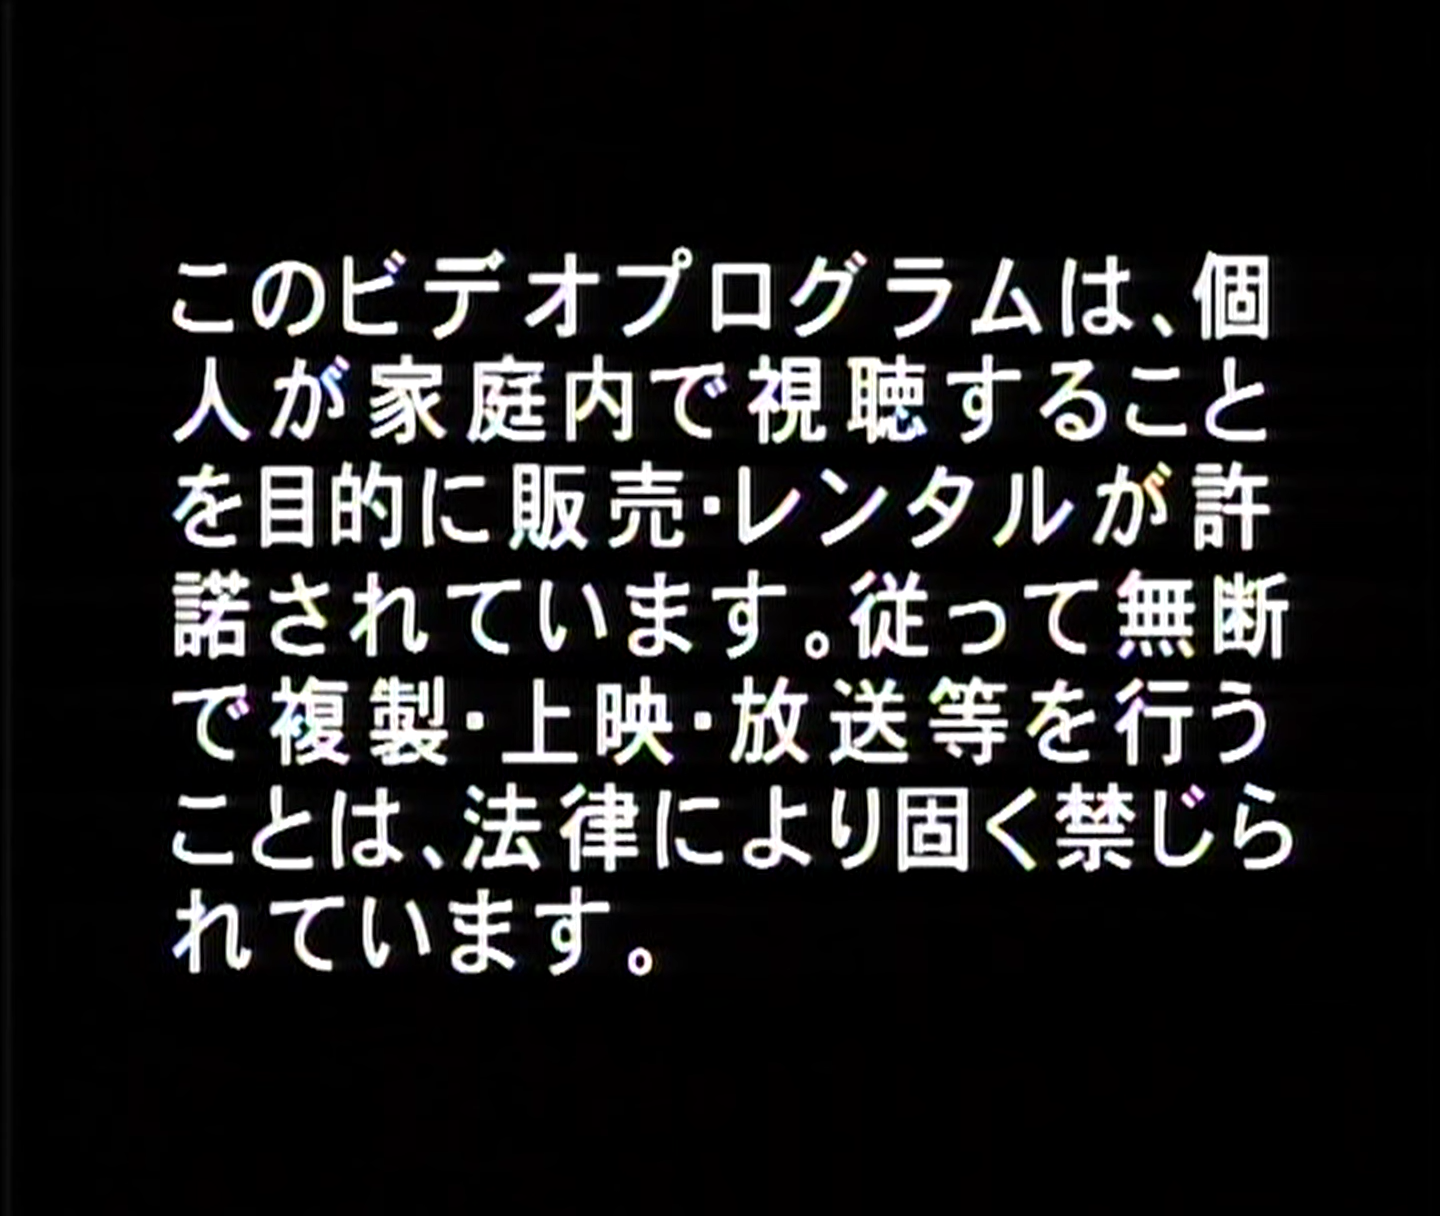 このビデオプログラムは、個
人が家庭内で視聴すること
を目的に販売・レンタルが許
諾されています。従って無断
で複製・上映・放送等を行う
ことは、法律により固く禁じら
れています。